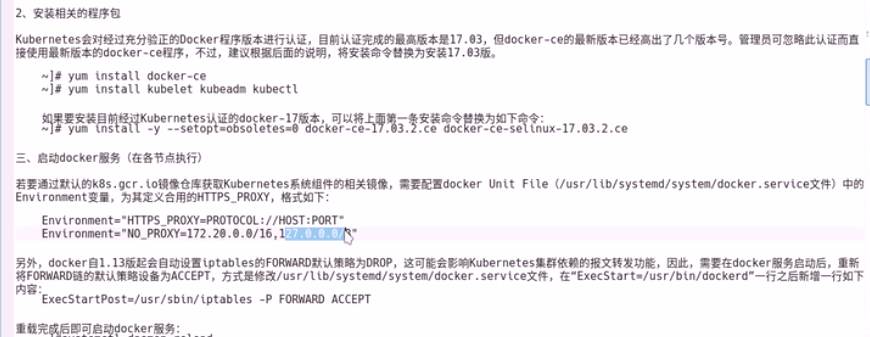 2、安装相关的程序包
Kubernetes会对经过充分验正的Docker程序版本进行认证，目前认证完成的最高版本是17.03，但docker-ce的最新版本已经高出了几个版本号。管理员可忽略此认证而直
接使用最新版本的docker-ce程序，不过，建议根据后面的说明，将安装命令替换为安装17.03版。
~]# yum install docker-ce
~]# yum install kubelet kubeadm kubectl
如果要安装目前经过Kubernetes认证的docker-17版本，可以将上面第一条安装命令替换为如下命令：
~]# yum install -y --setopt=obsoletes=0 docker-ce-17.03.2.ce docker-ce-selinux-17.03.2.ce
三、启动docker服务（在各节点执行）
若要通过默认的k8s.gcr.io镜像仓库获取Kubernetes系统组件的相关镜像，需要配置docker Unit File（/usr/lib/systemd/system/docker.service文件）中的
Environment变量，为其定义合用的HTTPS_PROXY，格式如下：
Environment="HTTPS_PROXY=PROTOCOL://HOST:PORT"
Environment="NO_PROXY=172.20.0.0/16,127.0.0.0/8"
另外，docker自1.13版起会自动设置iptables的FORWARD默认策略为DROP，这可能会影响Kubernetes集群依赖的报文转发功能，因此，需要在docker服务启动后，重新
将FORWARD链的默认策略设备为ACCEPT，方式是修改/usr/lib/systemd/system/docker.service文件，在“ExecStart=/usr/bin/dockerd”一行之后新增一行如下
内容：
ExecStartPost=/usr/sbin/iptables -P FORWARD ACCEPT
重载完成后即可启动docker服务：